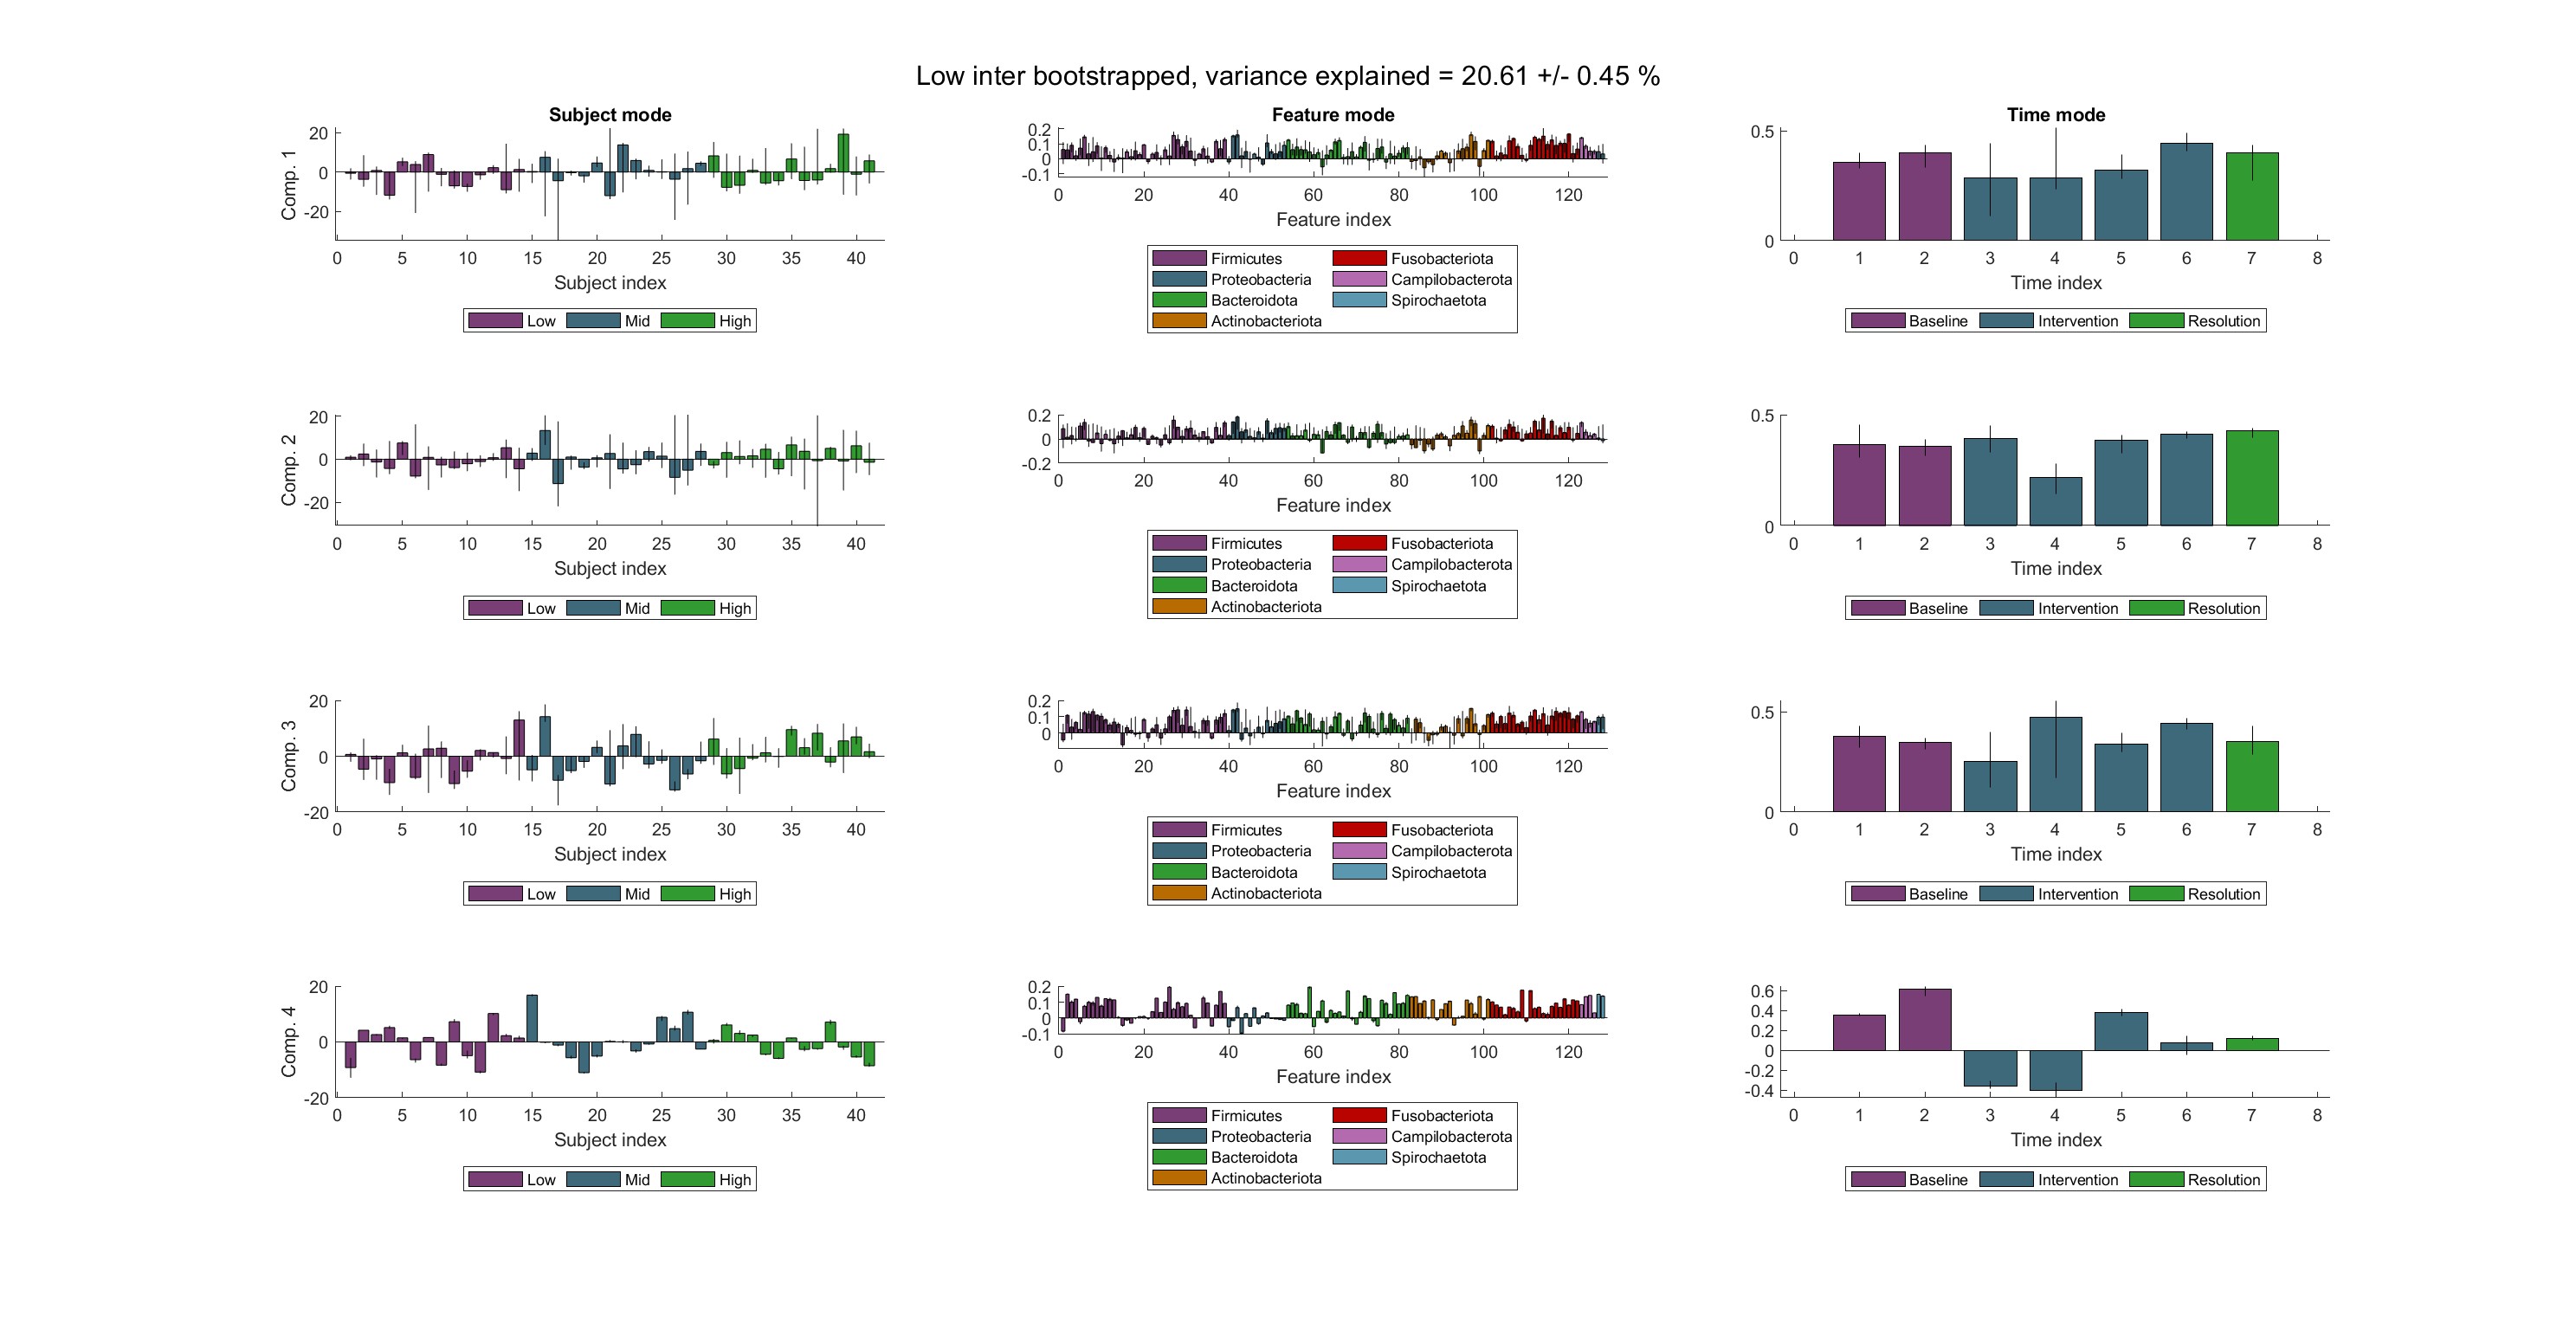 Low inter bootstrapped, variance explained = 20.61 +/- 0.45 %
Subject mode
Feature mode
Time mode
Comp. 1
20
0
-20
0 5 10 15 20 25 30 35 40
Subject index
Low Mid High
0.2
0.1
0
-0.1
0 20 40 60 80 100 120
Feature index
Firmicutes Fusobacteriota
Proteobacteria Campilobacterota
Bacteroidota Spirochaetota
Actinobacteriota
0.5
0
0 1 2 3 4 5 6 7 8
Time index
Baseline Intervention Resolution
Comp. 2
20
0
-20
0 5 10 15 20 25 30 35 40
Subject index
Low Mid High
0.2
0
-0.2
0 20 40 60 80 100 120
Feature index
Firmicutes Fusobacteriota
Proteobacteria Campilobacterota
Bacteroidota Spirochaetota
Actinobacteriota
0.5
0
0 1 2 3 4 5 6 7 8
Time index
Baseline Intervention Resolution
Comp. 3
20
0
-20
0 5 10 15 20 25 30 35 40
Subject index
Low Mid High
0.2
0.1
0
0 20 40 60 80 100 120
Feature index
Firmicutes Fusobacteriota
Proteobacteria Campilobacterota
Bacteroidota Spirochaetota
Actinobacteriota
0.5
0
0 1 2 3 4 5 6 7 8
Time index
Baseline Intervention Resolution
Comp. 4
20
0
-20
0 5 10 15 20 25 30 35 40
Subject index
Low Mid High
0.2
0.1
0
-0.1
0 20 40 60 80 100 120
Feature index
Firmicutes Fusobacteriota
Proteobacteria Campilobacterota
Bacteroidota Spirochaetota
Actinobacteriota
0.6
0.4
0.2
0
-0.2
-0.4
0 1 2 3 4 5 6 7 8
Time index
Baseline Intervention Resolution